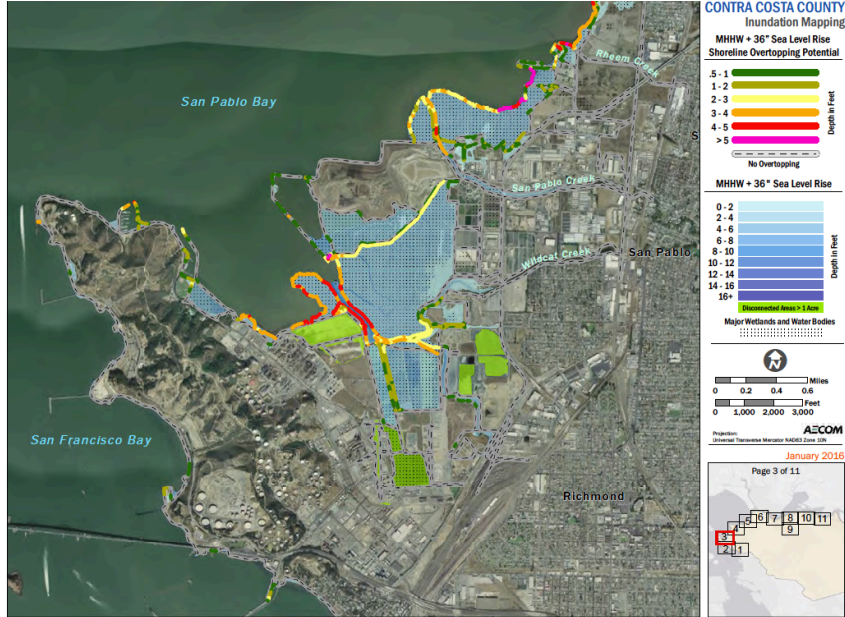 CONTRA COSTA COUNTY
Inundation Mapping
MHHW + 36" Sea Level Rise
Shoreline Overtopping Potential
.5 - 1
1 - 2
2 - 3
3 - 4
4 - 5
> 5
Depth in Feet
No Overtopping
MHHW + 36" Sea Level Rise
0 - 2
2 - 4
4 - 6
6 - 8
8 - 10
10 - 12
12 - 14
14 - 16
16+
Depth in Feet
Disconnected Areas > 1 Acre
Major Wetlands and Water Bodies
N
Miles
0 0.2 0.4 0.6
Feet
0 1,000 2,000 3,000
AECOM
Projection:
Universal Transverse Mercator NAD83 Zone 10N
January 2016
Page 3 of 11
3
4
5
6
7
8
10
11
9
2
1
Rheem Creek
San Pablo Bay
S
San Pablo Creek
San Pablo
Wildcat Creek
San Francisco Bay
Richmond